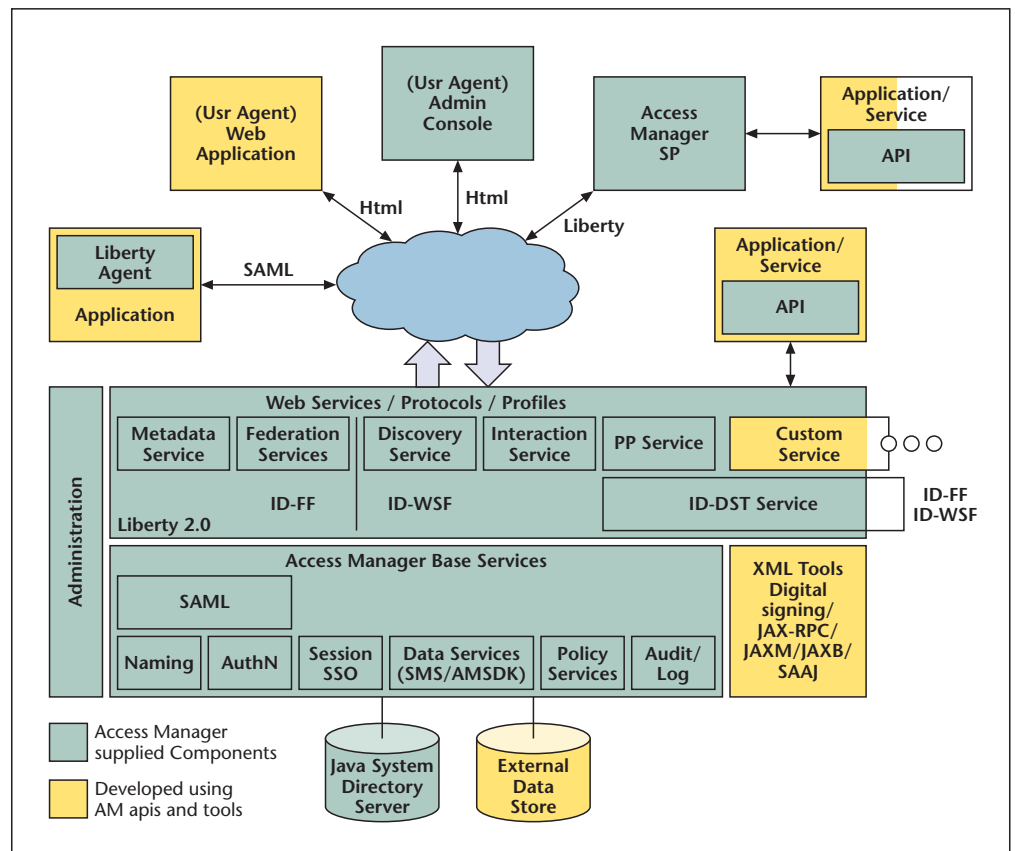 (Usr Agent)
Web
Application
(Usr Agent)
Admin
Console
Access
Manager
SP
Application/
Service
API
Html
Html
Liberty
Liberty
Agent
Application
SAML
Application/
Service
API
Administration
Web Services / Protocols / Profiles
Metadada
Service
Federation
Services
Discovery
Service
Interaction
Service
PP Service
Custom
Service
ID-FF
ID-WSF
ID-DST Service
ID-FF
ID-WSF
Liberty 2.0
Access Manager Base Services
SAML
Naming
AuthN
Session
SSO
Data Services
(SMS/AMSDK)
Policy
Services
Audit/
Log
XML Tools
Digital
signing/
JAX-RPC/
JAXM/JAXB/
SAAJ
Access Manager
supplied Components
Developed using
AM apis and tools
Java System
Directory
Server
External
Data
Store